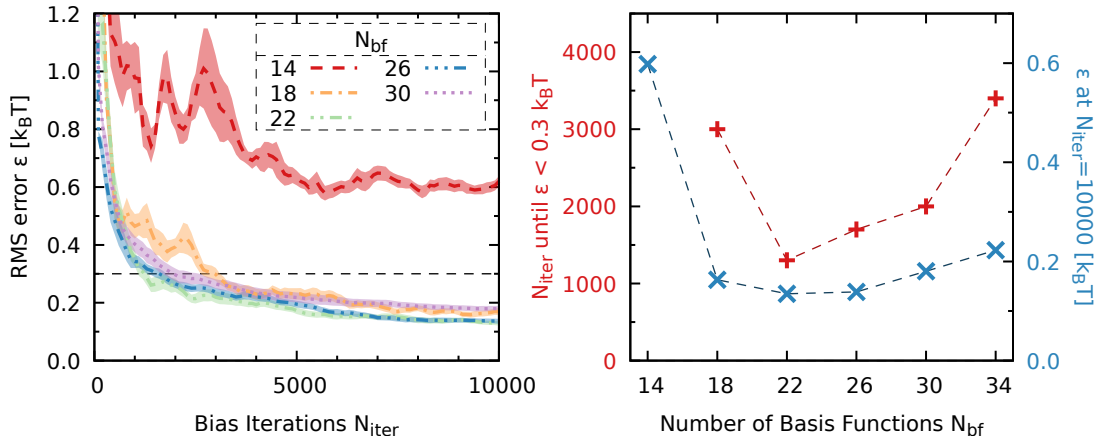 1.2
1.0
0.8
0.6
0.4
0.2
0.0
RMS error ε [kBT]
Nbf
14 26
18 30
22
0 5000 10000
Bias Iterations Niter
4000
3000
2000
1000
0
Niter until ε < 0.3 kBT
0.6
0.4
0.2
0.0
ε at Niter=10000 [kBT]
14 18 22 26 30 34
Number of Basis Functions Nbf